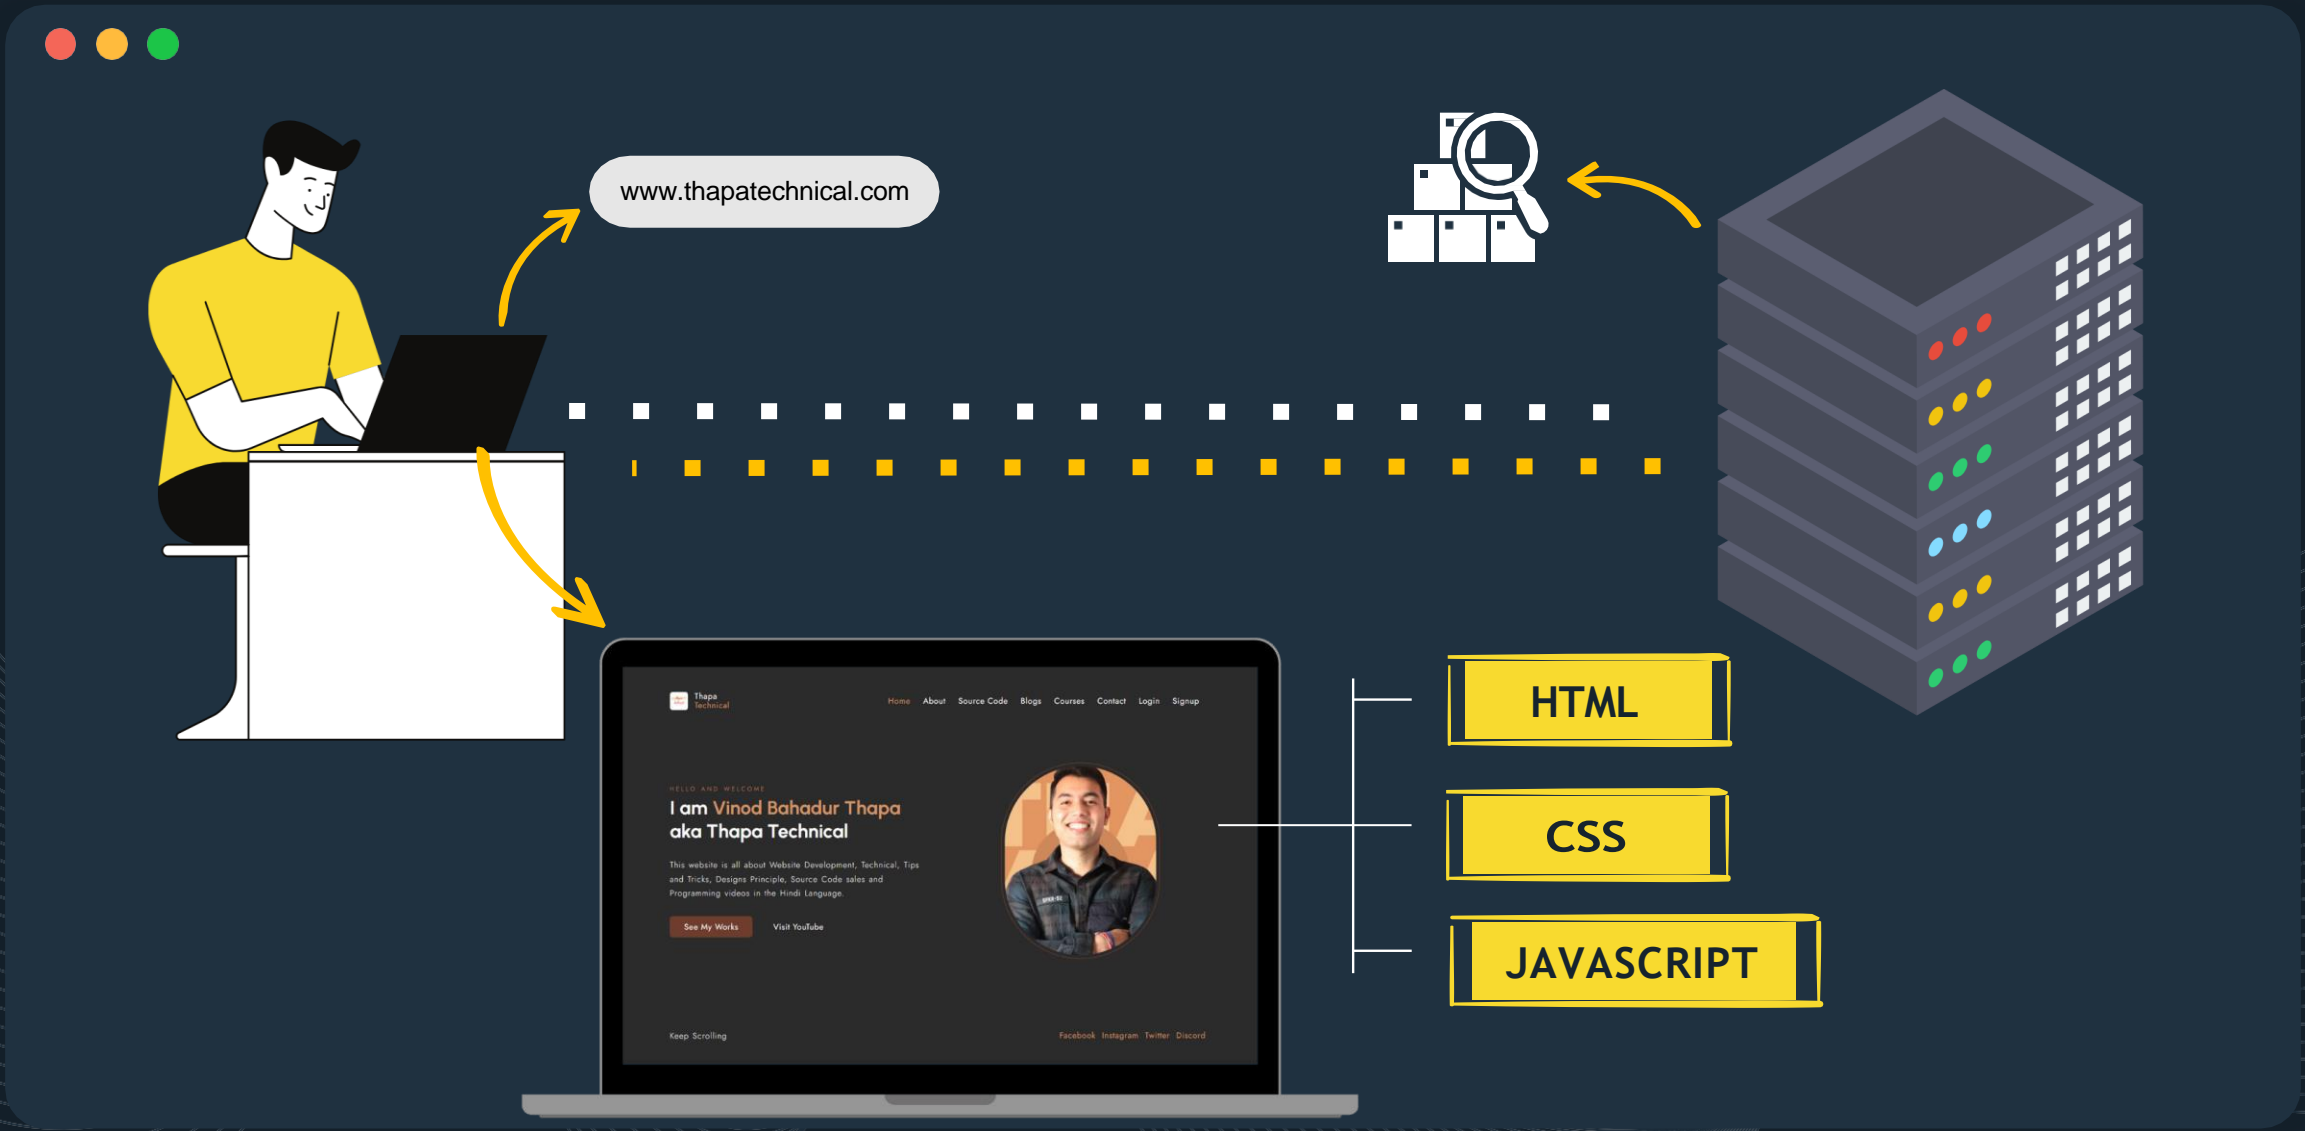 www.thapatechnical.com
Thapa
Technical
Home About Source Code Blogs Courses Contact Login Signup
HELLO AND WELCOME
I am Vinod Bahadur Thapa
aka Thapa Technical
This website is all about Website Development, Technical, Tips
and Tricks, Designs Principle, Source Code sales and
Programming videos in the Hindi Language.
See My Works Visit YouTube
Keep Scrolling
Facebook Instagram Twitter Discord
HTML
CSS
JAVASCRIPT